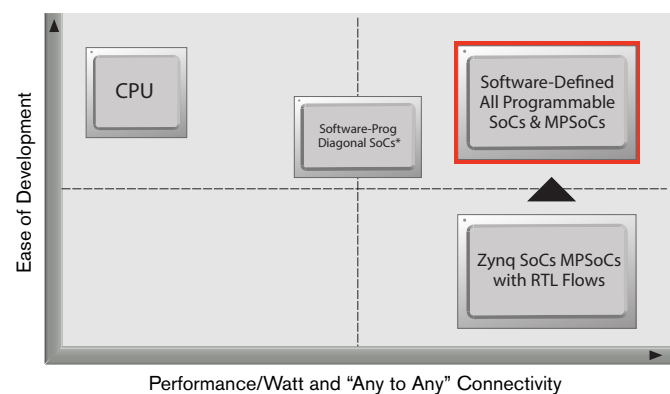 Ease of Development
CPU
Software-Prog
Diagonal SoCs*
Software-Defined
All Programmable
SoCs & MPSoCs
Zynq SoCs MPSoCs
with RTL Flows
Performance/Watt and “Any to Any” Connectivity